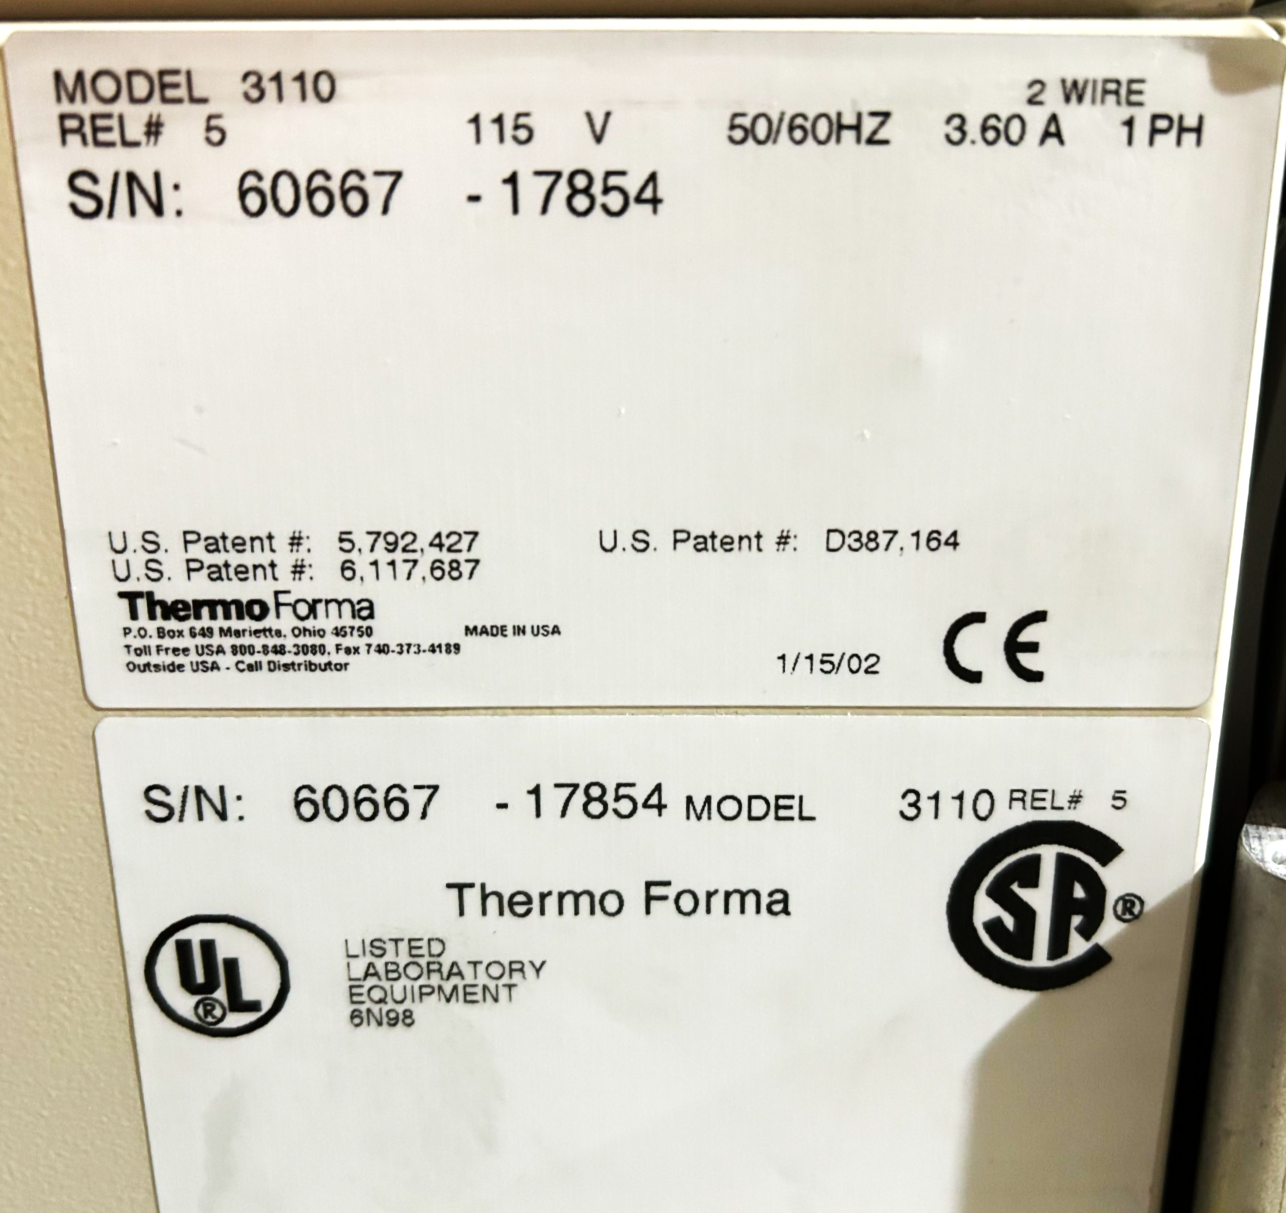 MODEL 3110
2 WIRE
REL# 5 115 V 50/60HZ 3.60 A 1 PH
S/N: 60667 -17854
U.S. Patent #: 5,792,427 U.S. Patent #: D387,164
U.S. Patent #: 6,117,687
ThermoForma
P.O. Box 649 Marietta, Ohio 45750 MADE IN USA
Toll Free USA 800-848-3080, Fax 740-373-4189
Outside USA - Call Distributor
1/15/02 CE
S/N: 60667 -17854 MODEL 3110 REL# 5
Thermo Forma
SA ®
UL ®
LISTED
LABORATORY
EQUIPMENT
6N98